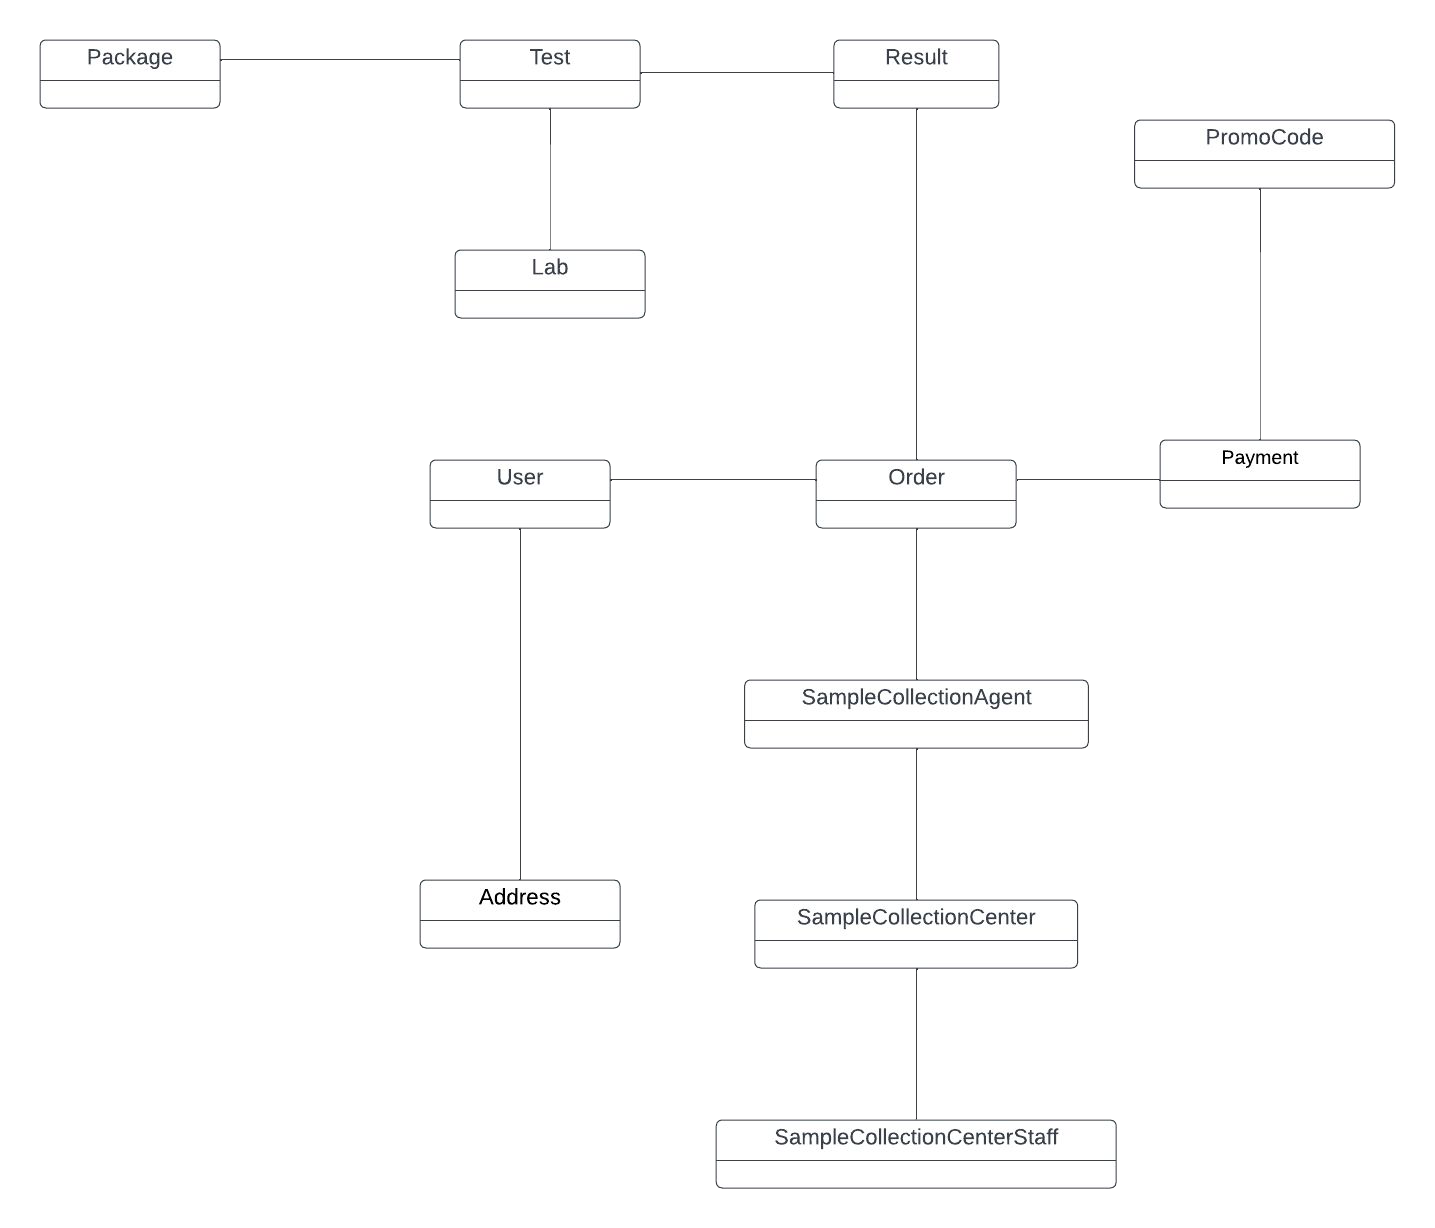 Package
Test
Result
PromoCode
Lab
User
Order
Payment
SampleCollectionAgent
Address
SampleCollectionCenter
SampleCollectionCenterStaff